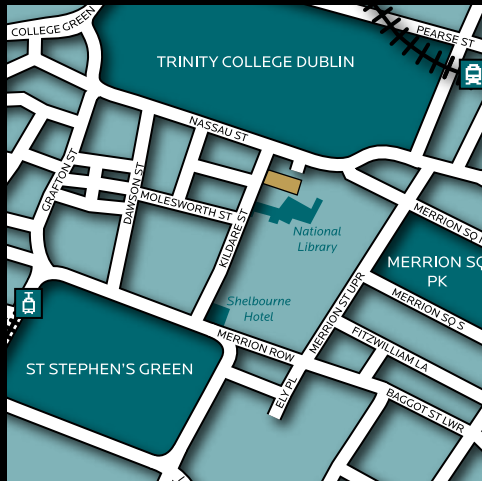 COLLEGE GREEN
PEARSE ST
TRINITY COLLEGE DUBLIN
NASSAU ST
GRAFTON ST
DAWSON ST
MOLESWORTH ST
KILDARE ST
National
Library
MERRION SQ
MERRION SQ
PK
MERRION SQ S
MERRION ST UPR
Shelbourne
Hotel
MERRION ROW
FITZWILLIAM LA
ST STEPHEN'S GREEN
ELY PL
BAGGOT ST LWR